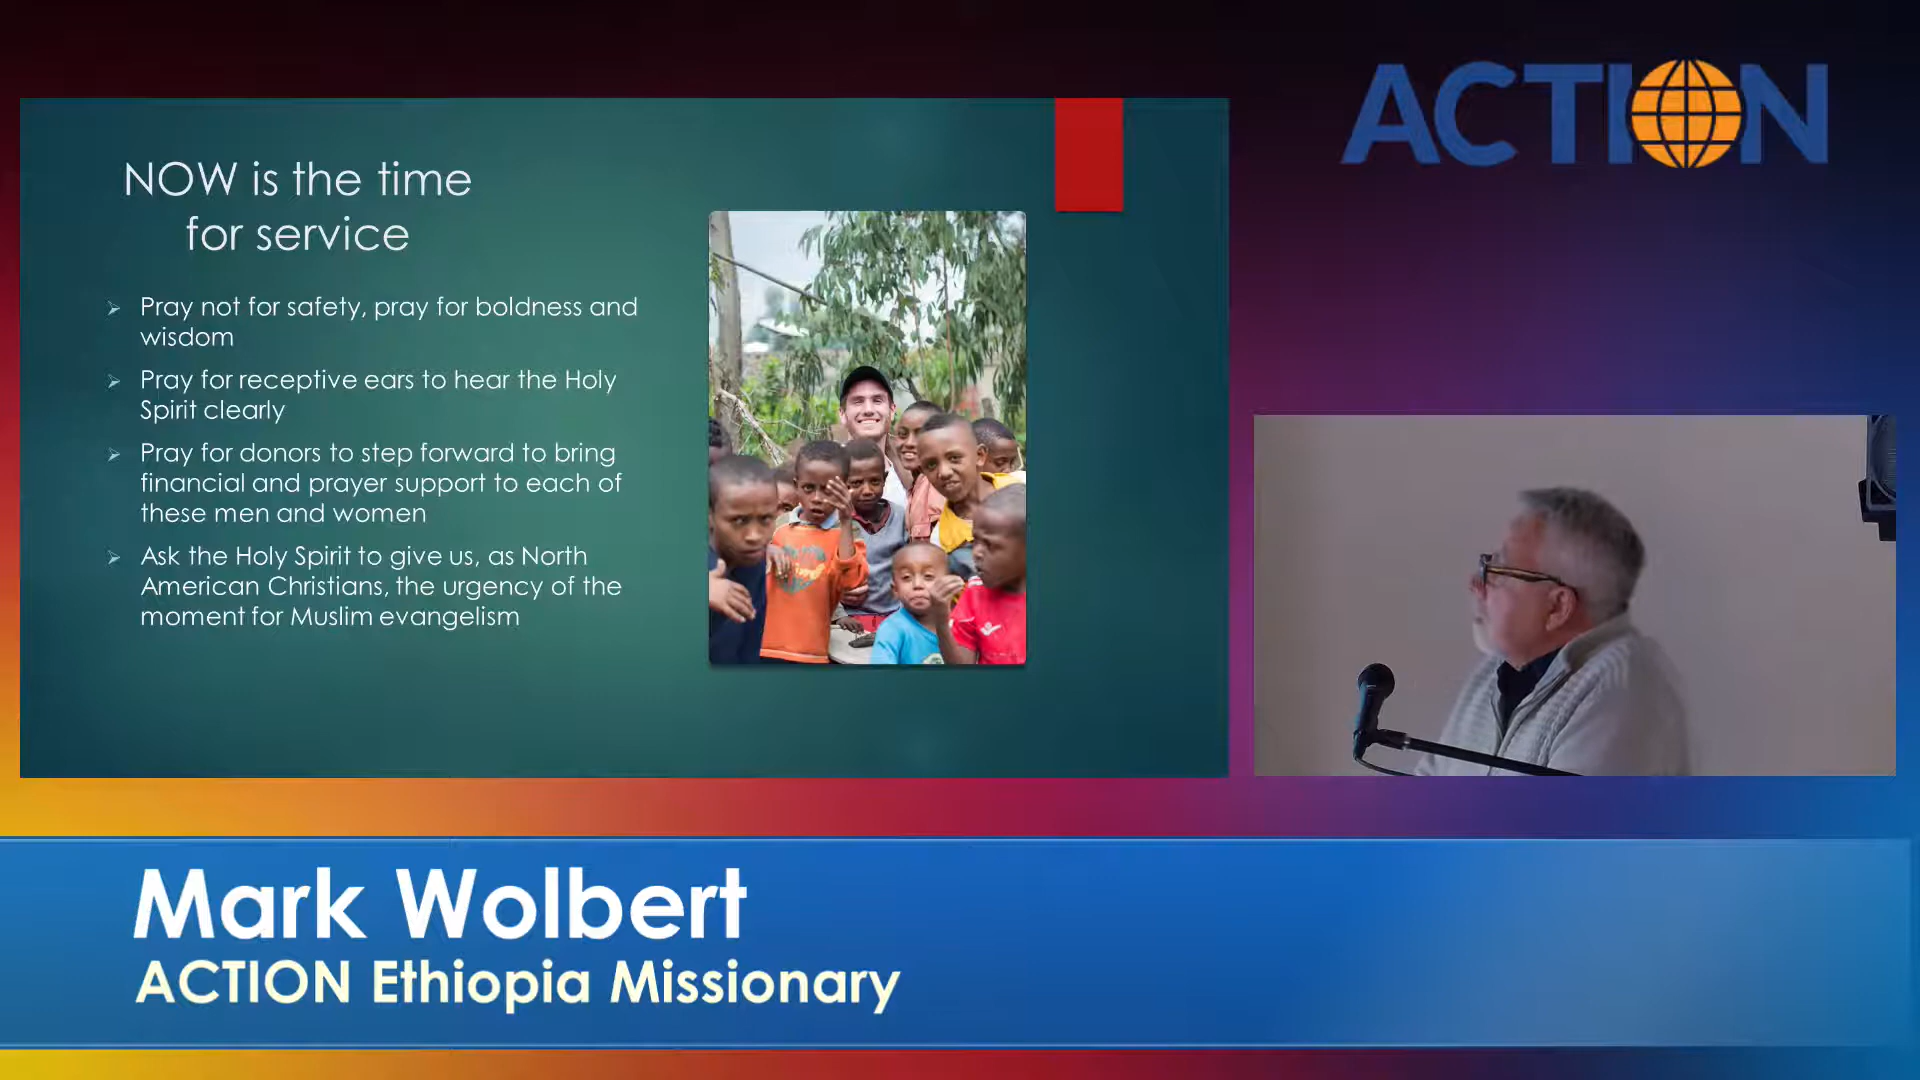 ACTION
NOW is the time
for service
Pray not for safety, pray for boldness and
wisdom
Pray for receptive ears to hear the Holy
Spirit clearly
Pray for donors to step forward to bring
financial and prayer support to each of
these men and women
Ask the Holy Spirit to give us, as North
American Christians, the urgency of the
moment for Muslim evangelism
Mark Wolbert
ACTION Ethiopia Missionary